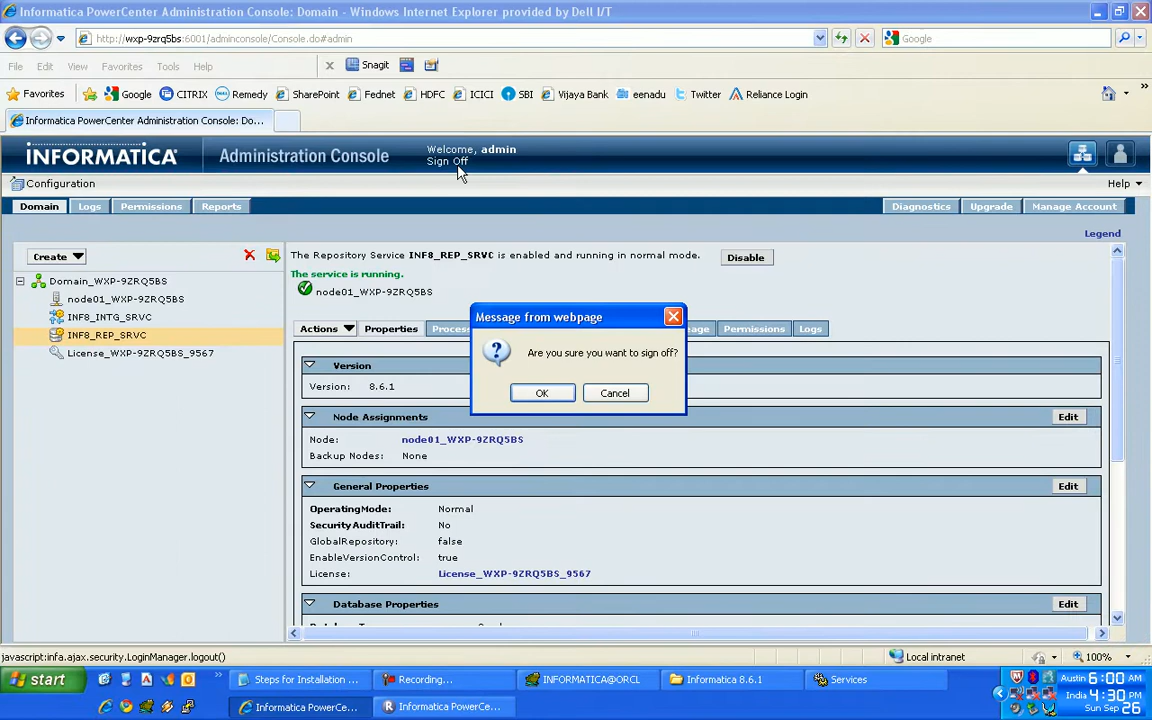 Informatica PowerCenter Administration Console: Domain - Windows Internet Explorer provided by Dell I/T
http://wxp-9zrq5bs:6001/adminconsole/Console.do#admin
Google
File Edit View Favorites Tools Help
x Snagit
Favorites Google CITRIX Remedy SharePoint Fednet HDFC ICICI SBI Vijaya Bank eenadu Twitter Reliance Login
Informatica PowerCenter Administration Console: Do...
INFORMATICA Administration Console
Welcome, admin
Sign Off
Configuration
Help
Domain Logs Permissions Reports
Diagnostics Upgrade Manage Account
Legend
Create
Domain_WXP-9ZRQ5BS
node01_WXP-9ZRQ5BS
INF8_INTG_SRVC
INF8_REP_SRVC
License_WXP-9ZRQ5BS_9567
The Repository Service INF8_REP_SRVC is enabled and running in normal mode. Disable
The service is running.
node01_WXP-9ZRQ5BS
Actions Properties Process age Permissions Logs
Message from webpage
Are you sure you want to sign off?
OK Cancel
Version
Version: 8.6.1
Node Assignments Edit
Node: node01_WXP-9ZRQ5BS
Backup Nodes: None
General Properties Edit
OperatingMode: Normal
SecurityAuditTrail: No
GlobalRepository: false
EnableVersionControl: true
License: License_WXP-9ZRQ5BS_9567
Database Properties Edit
javascript:infa.ajax.security.LoginManager.logout()
Local intranet
100%
start
Steps for Installation ...
Recording...
INFORMATICA@ORCL
Informatica 8.6.1
Services
Informatica PowerCe...
Informatica PowerCe...
Austin 6:00 AM
India 4:30 PM
Sun Sep 26